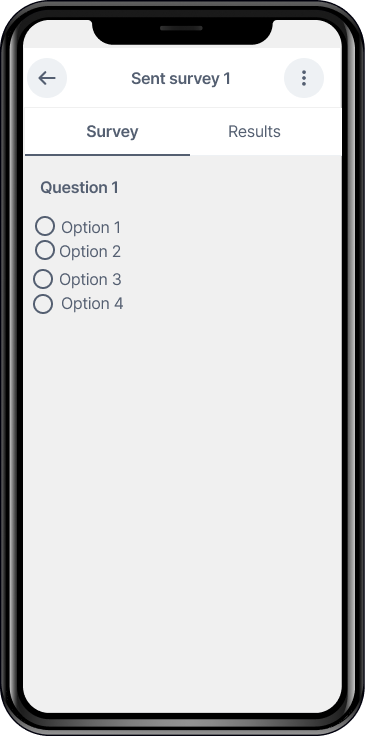 Sent survey 1
Survey Results
Question 1
Option 1
Option 2
Option 3
Option 4